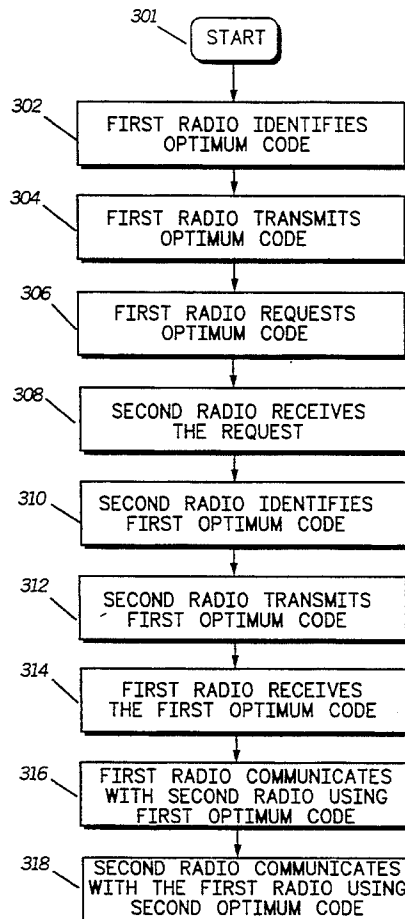 301
START
302
FIRST RADIO IDENTIFIES
OPTIMUM CODE
304
FIRST RADIO TRANSMITS
OPTIMUM CODE
306
FIRST RADIO REQUESTS
OPTIMUM CODE
308
SECOND RADIO RECEIVES
THE REQUEST
310
SECOND RADIO IDENTIFIES
FIRST OPTIMUM CODE
312
SECOND RADIO TRANSMITS
FIRST OPTIMUM CODE
314
FIRST RADIO RECEIVES
THE FIRST OPTIMUM CODE
316
FIRST RADIO COMMUNICATES
WITH SECOND RADIO USING
FIRST OPTIMUM CODE
318
SECOND RADIO COMMUNICATES
WITH THE FIRST RADIO USING
SECOND OPTIMUM CODE